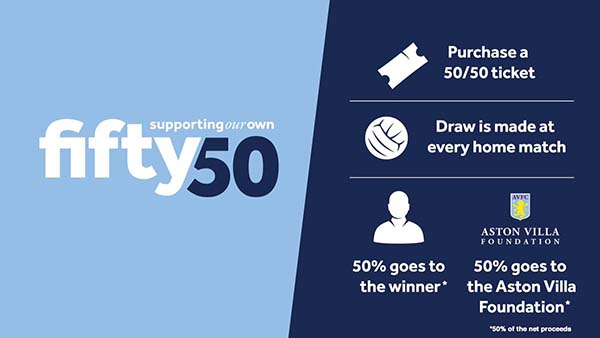 supporting our own
fifty50
Purchase a
50/50 ticket
Draw is made at
every home match
50% goes to
the winner*
AVFC
ASTON VILLA
FOUNDATION
50% goes to
the Aston Villa
Foundation*
*50% of the net proceeds